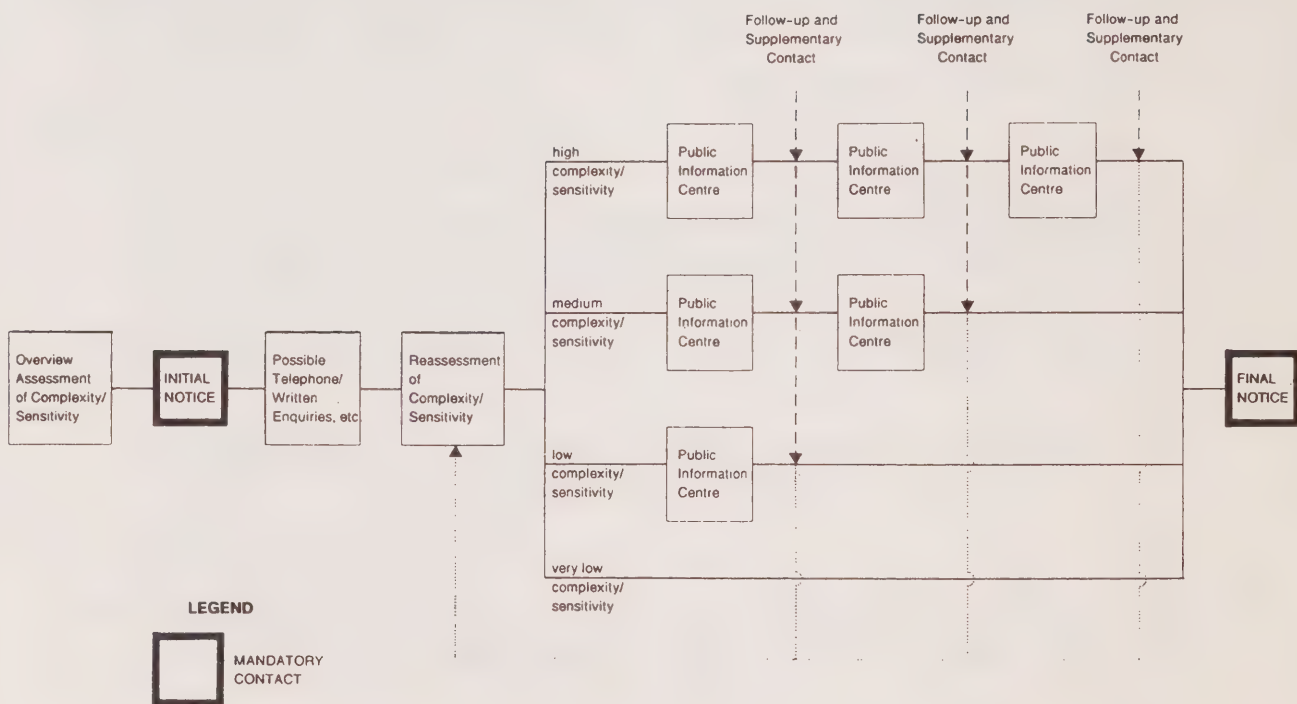 Follow-up and
Supplementary
Contact
Follow-up and
Supplementary
Contact
Follow-up and
Supplementary
Contact
high
complexity/
sensitivity
Public
Information
Centre
Public
Information
Centre
Public
Information
Centre
medium
complexity/
sensitivity
Public
Information
Centre
Public
Information
Centre
Overview
Assessment
of Complexity/
Sensitivity
INITIAL
NOTICE
Possible
Telephone/
Written
Enquiries, etc.
Reassessment
of
Complexity/
Sensitivity
FINAL
NOTICE
low
complexity/
sensitivity
Public
Information
Centre
very low
complexity/
sensitivity
LEGEND
MANDATORY
CONTACT